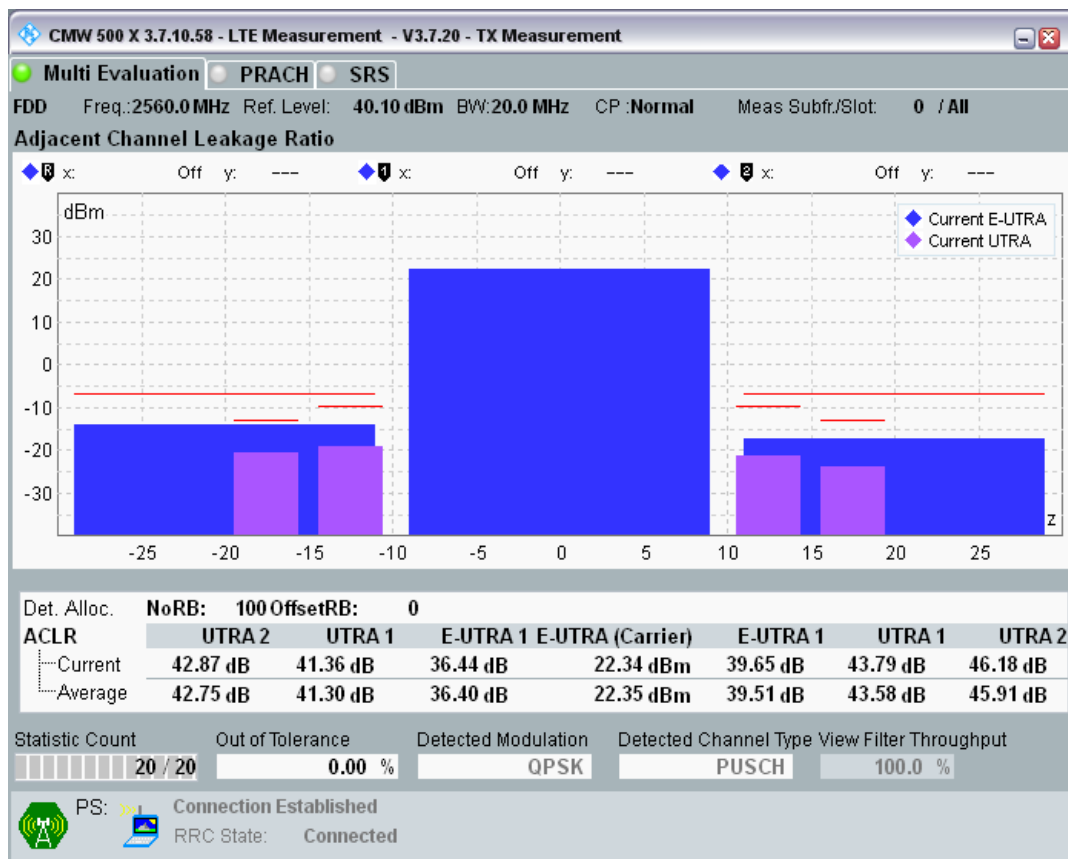 CMW 500 X 3.7.10.58 - LTE Measurement - V3.7.20 - TX Measurement
Multi Evaluation PRACH SRS
FDD Freq.:2560.0 MHz Ref. Level: 40.10 dBm BW:20.0 MHz CP :Normal Meas Subfr./Slot: 0 / All
Adjacent Channel Leakage Ratio
R x: Off y: --- 1 x: Off y: --- 2 x: Off y: ---
dBm
Current E-UTRA
Current UTRA
30
20
10
0
-10
-20
-30
z
-25 -20 -15 -10 -5 0 5 10 15 20 25
Det. Alloc. NoRB: 100 OffsetRB: 0
ACLR UTRA 2 UTRA 1 E-UTRA 1 E-UTRA (Carrier) E-UTRA 1 UTRA 1 UTRA 2
Current 42.87 dB 41.36 dB 36.44 dB 22.34 dBm 39.65 dB 43.79 dB 46.18 dB
Average 42.75 dB 41.30 dB 36.40 dB 22.35 dBm 39.51 dB 43.58 dB 45.91 dB
Statistic Count Out of Tolerance Detected Modulation Detected Channel Type View Filter Throughput
20 / 20 0.00 % QPSK PUSCH 100.0 %
PS: Connection Established
RRC State: Connected